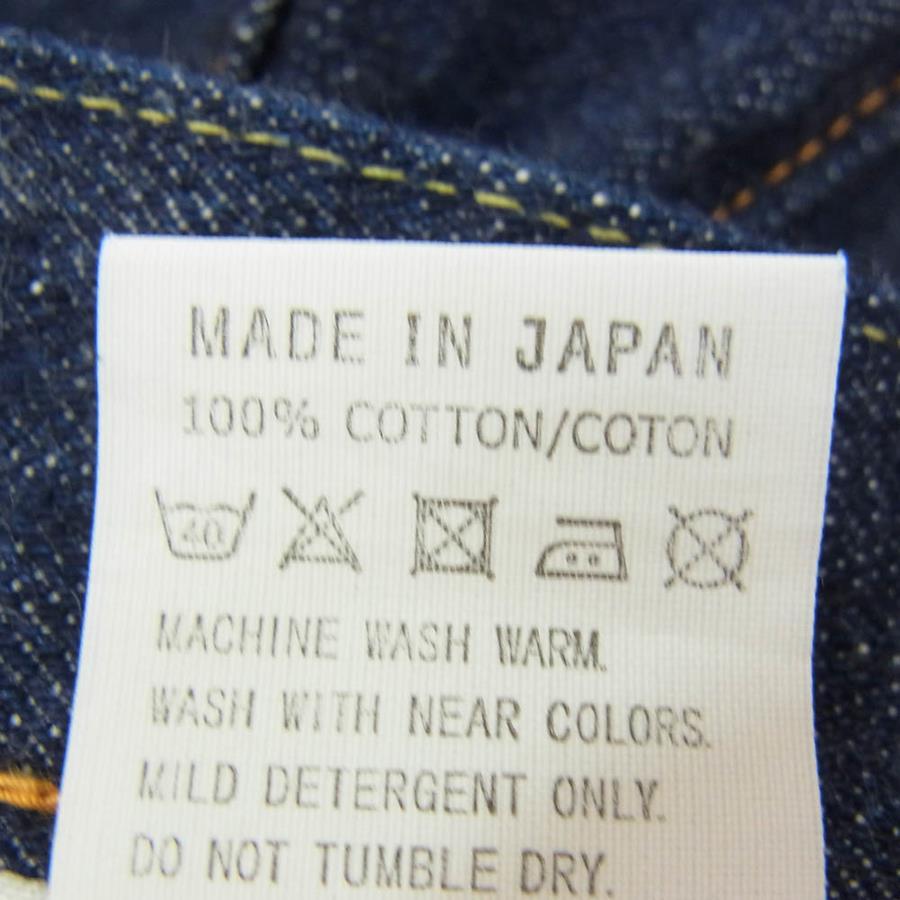 MADE IN JAPAN
100% COTTON/COTON
40
MACHINE WASH WARM.
WASH WITH NEAR COLORS.
MILD DETERGENT ONLY.
DO NOT TUMBLE DRY.